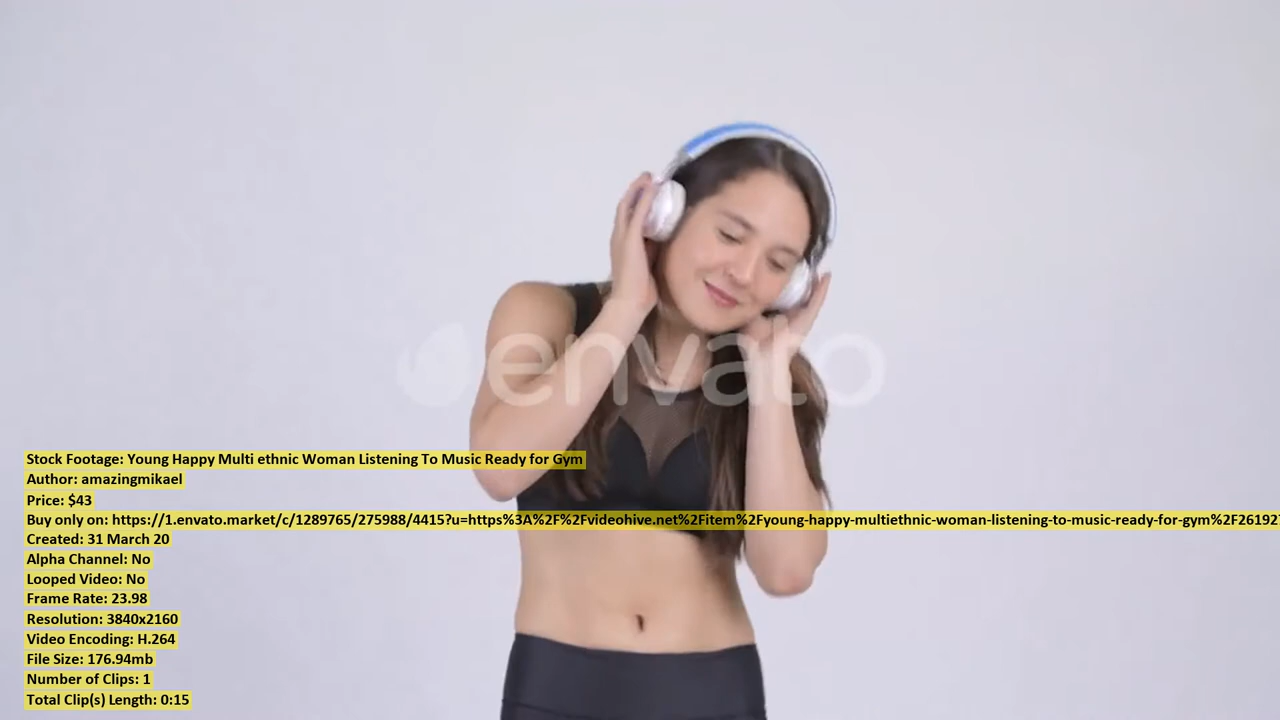 envato
Stock Footage: Young Happy Multi ethnic Woman Listening To Music Ready for Gym
Author: amazingmikael
Price: $43
Buy only on: https://1.envato.market/c/1289765/275988/4415?u=https%3A%2F%2Fvideohive.net%2Fitem%2Fyoung-happy-multiethnic-woman-listening-to-music-ready-for-gym%2F26192
Created: 31 March 20
Alpha Channel: No
Looped Video: No
Frame Rate: 23.98
Resolution: 3840x2160
Video Encoding: H.264
File Size: 176.94mb
Number of Clips: 1
Total Clip(s) Length: 0:15